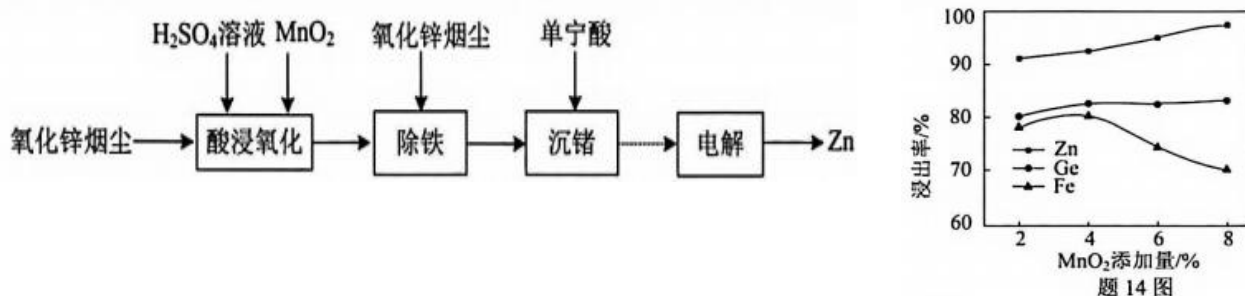 H₂SO₄溶液 MnO₂
氧化锌烟尘
单宁酸
氧化锌烟尘
酸浸氧化
除铁
沉锗
电解
Zn
浸出率/%
100
90
80
70
60
Zn
Ge
Fe
2 4 6 8
MnO₂添加量/%
题 14 图